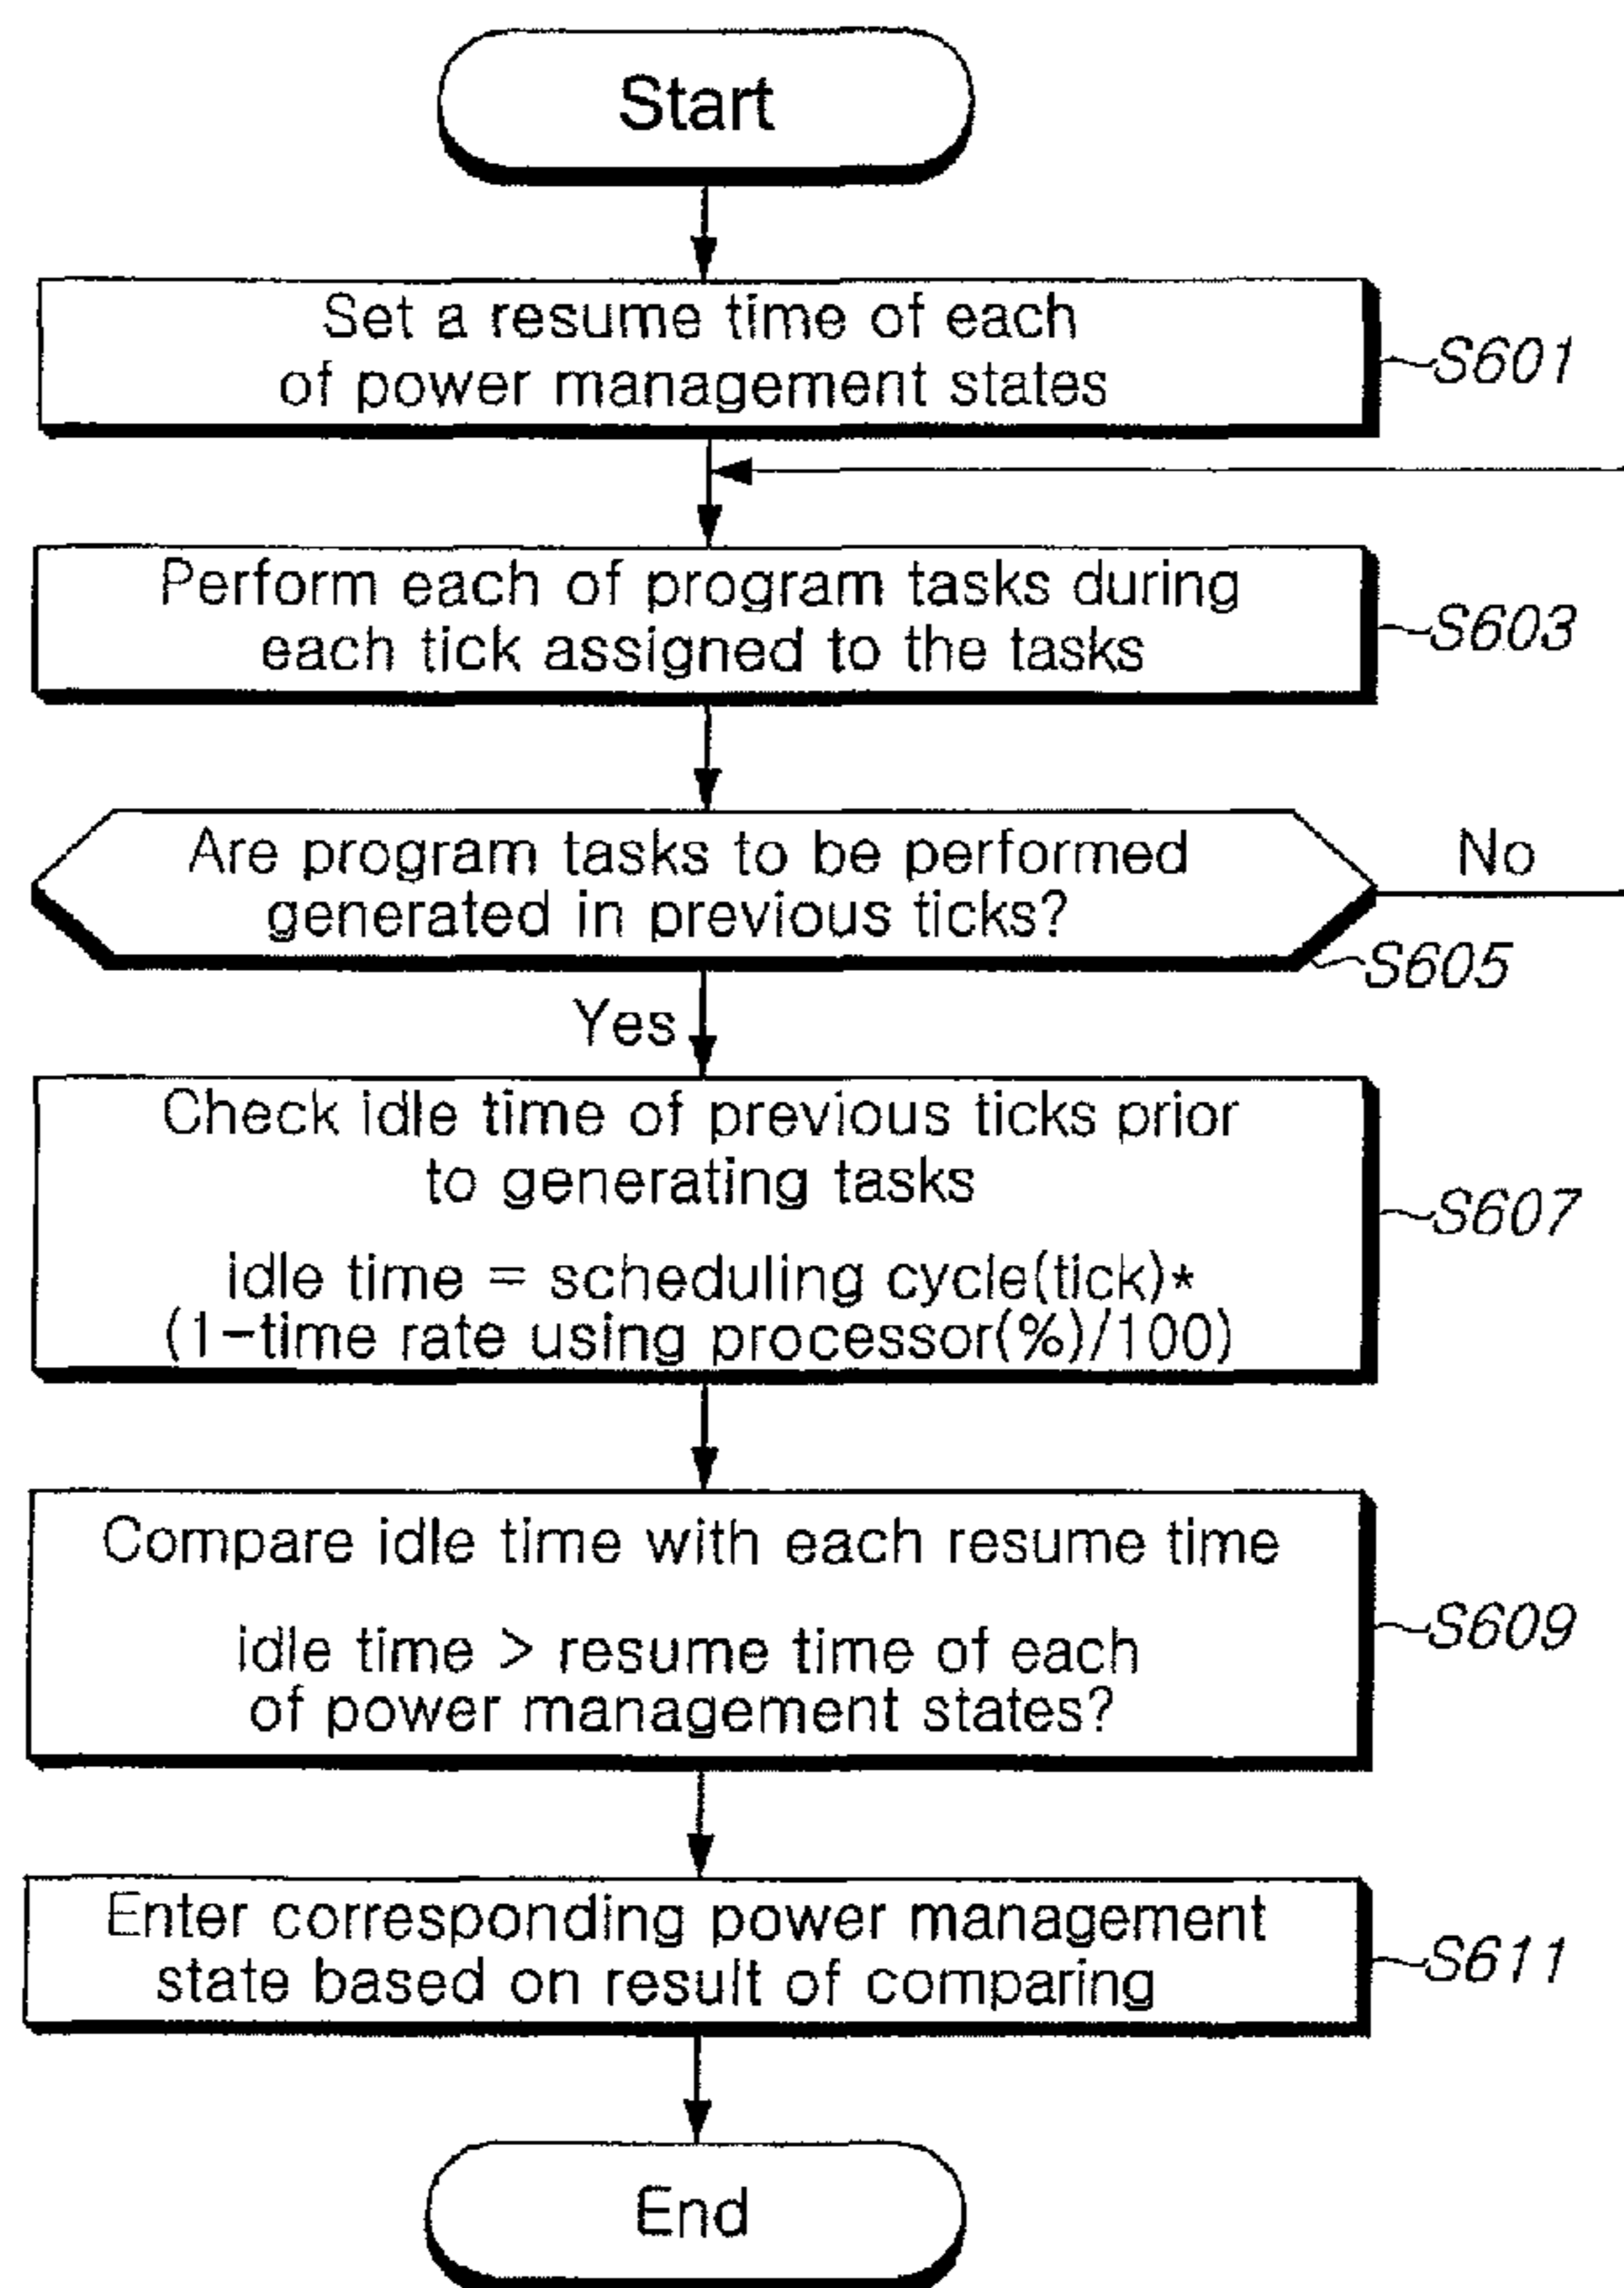 Start
Set a resume time of each
of power management states
S601
Perform each of program tasks during
each tick assigned to the tasks
S603
Are program tasks to be performed
generated in previous ticks?
No
S605
Yes
Check idle time of previous ticks prior
to generating tasks
idle time = scheduling cycle(tick)*
(1-time rate using processor(%)/100)
S607
Compare idle time with each resume time
idle time > resume time of each
of power management states?
S609
Enter corresponding power management
state based on result of comparing
S611
End